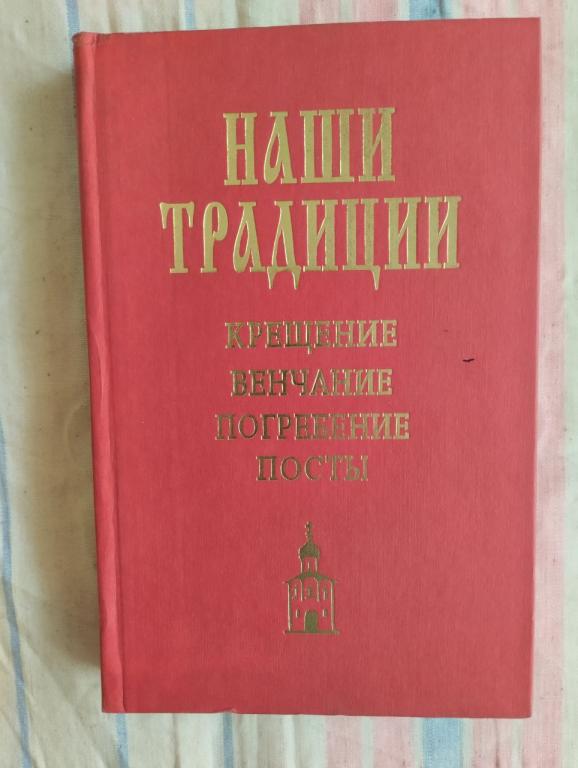 НАШИ
ТРАДИЦИИ
КРЕЩЕНИЕ
ВЕНЧАНИЕ
ПОГРЕБЕНИЕ
ПОСТЫ